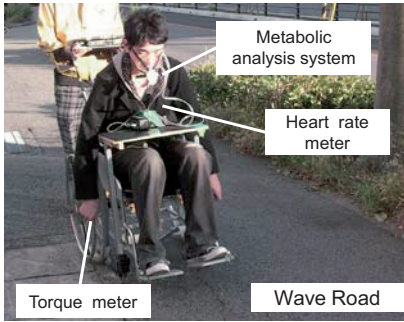 Metabolic
analysis system
Heart rate
meter
Torque meter
Wave Road